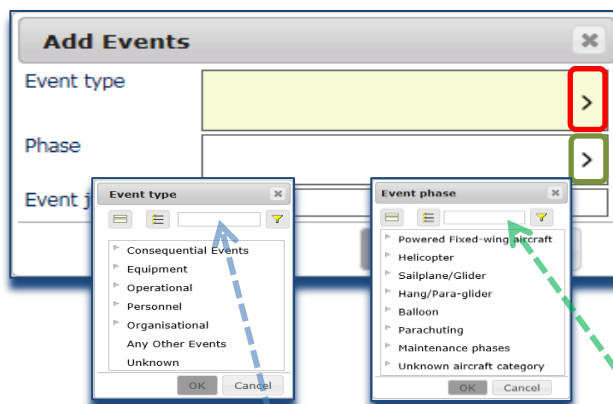 Add Events
Event type
Phase
Event j
Event type
Consequential Events
Equipment
Operational
Personnel
Organisational
Any Other Events
Unknown
OK Cancel
Event phase
Powered Fixed-wing aircraft
Helicopter
Sailplane/Glider
Hang/Para-glider
Balloon
Parachuting
Maintenance phases
Unknown aircraft category
OK Cancel